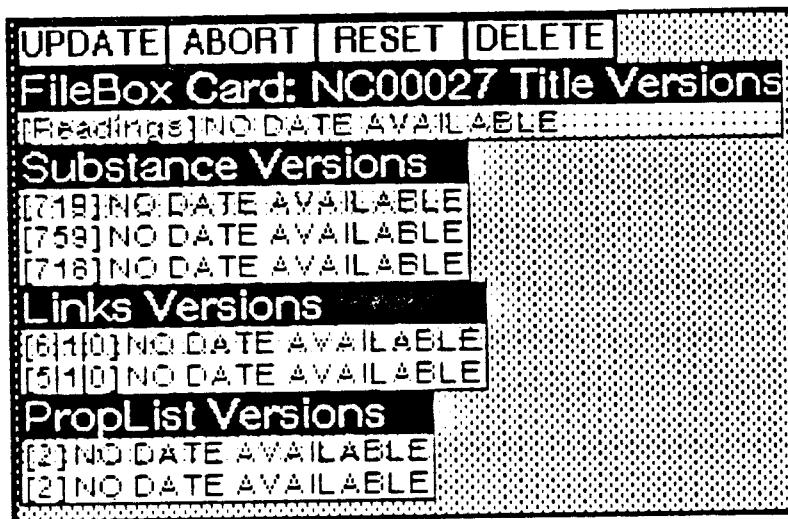 UPDATE ABORT RESET DELETE
FileBox Card: NC00027 Title Versions
[Readings] NO DATE AVAILABLE
Substance Versions
[719] NO DATE AVAILABLE
[759] NO DATE AVAILABLE
[716] NO DATE AVAILABLE
Links Versions
[6|1|0] NO DATE AVAILABLE
[5|1|0] NO DATE AVAILABLE
PropList Versions
[2] NO DATE AVAILABLE
[2] NO DATE AVAILABLE